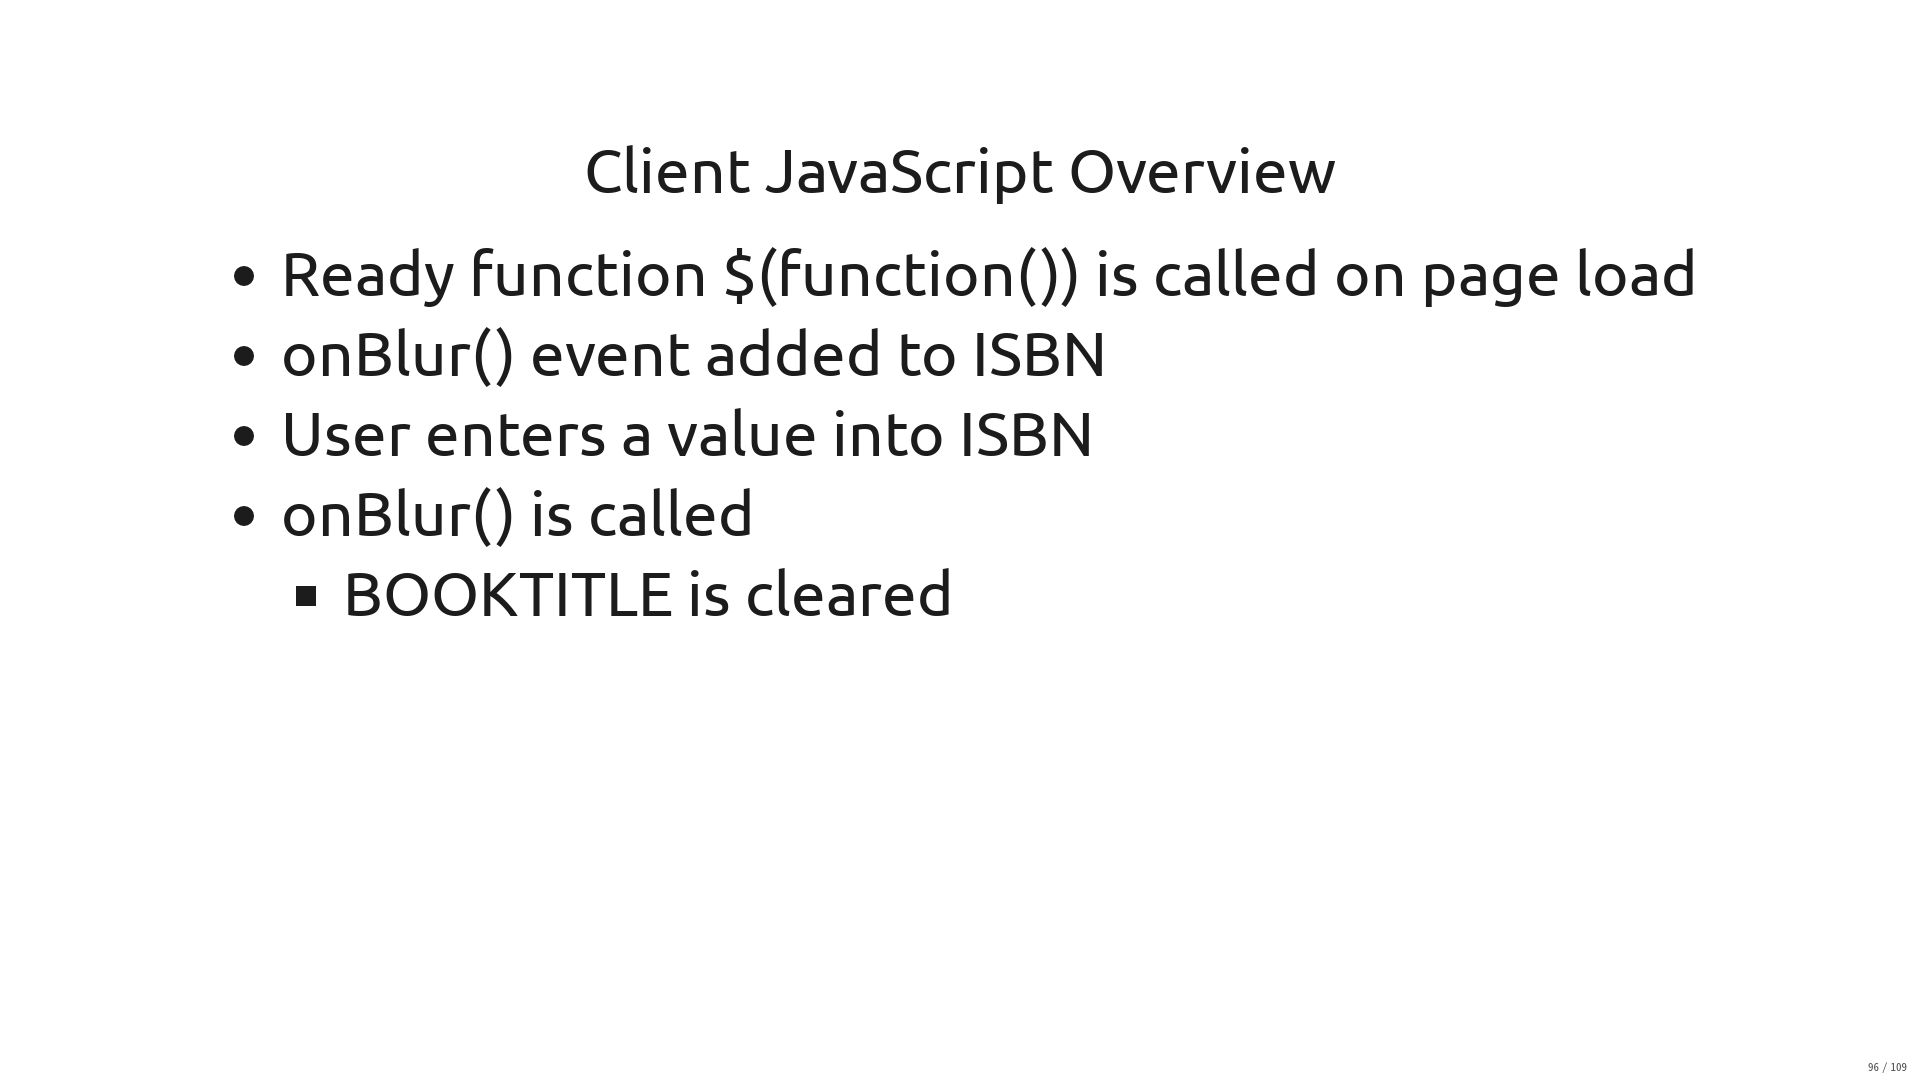 Client JavaScript Overview
• Ready function $(function()) is called on page load
• onBlur() event added to ISBN
• User enters a value into ISBN
• onBlur() is called
▪ BOOKTITLE is cleared
96 / 109